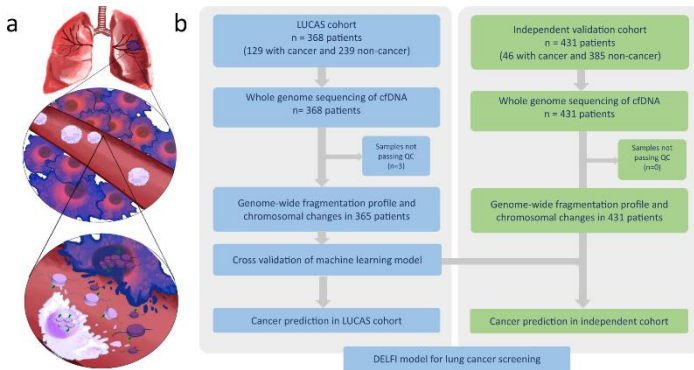 a
b
LUCAS cohort
n = 368 patients
(129 with cancer and 239 non-cancer)
Whole genome sequencing of cfDNA
n= 368 patients
Samples not
passing QC
(n=3)
Genome-wide fragmentation profile and
chromosomal changes in 365 patients
Cross validation of machine learning model
Cancer prediction in LUCAS cohort
Independent validation cohort
n = 431 patients
(46 with cancer and 385 non-cancer)
Whole genome sequencing of cfDNA
n = 431 patients
Samples not
passing QC
(n=0)
Genome-wide fragmentation profile and
chromosomal changes in 431 patients
Cancer prediction in independent cohort
DELFI model for lung cancer screening